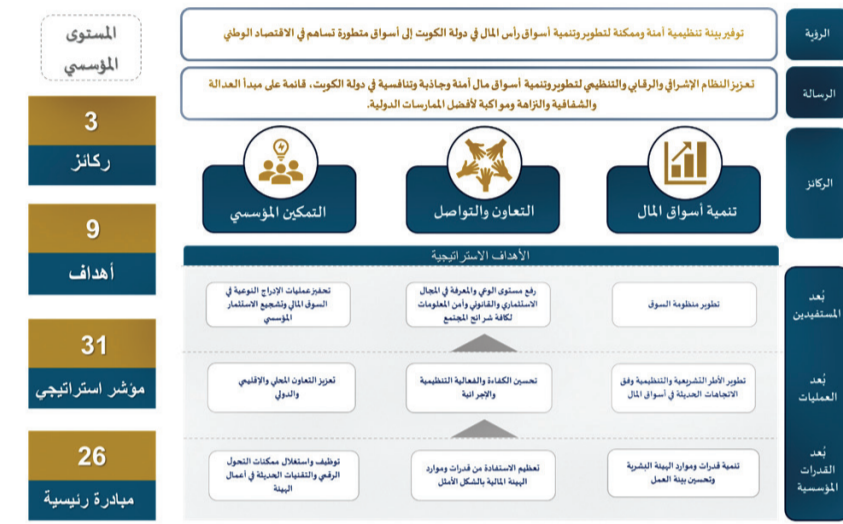 الرؤية
توفير بيئة تنظيمية آمنة وممكنة لتطوير وتنمية أسواق رأس المال في دولة الكويت إلى أسواق متطورة تساهم في الاقتصاد الوطني
الرسالة
تعزيز النظام الإشرافي والرقابي والتنظيمي لتطوير وتنمية أسواق مال آمنة وجاذبة وتنافسية في دولة الكويت، قائمة على مبدأ العدالة
والشفافية والنزاهة ومواكبة لأفضل الممارسات الدولية.
الركائز
تنمية أسواق المال
التعاون والتواصل
التمكين المؤسسي
الأهداف الاستراتيجية
بُعد
المستفيدين
تطوير منظومة السوق
رفع مستوى الوعي والمعرفة في المجال
الاستثماري والقانوني وأمن المعلومات
لكافة شرائح المجتمع
تحفيز عمليات الإدراج النوعية في
السوق المالي وتشجيع الاستثمار
المؤسسي
بُعد
العمليات
تطوير الأطر التشريعية والتنظيمية وفق
الاتجاهات الحديثة في أسواق المال
تحسين الكفاءة والفعالية التنظيمية
والإجرائية
تعزيز التعاون المحلي والإقليمي
والدولي
بُعد
القدرات
المؤسسية
تنمية قدرات وموارد الهيئة البشرية
وتحسين بيئة العمل
تعظيم الاستفادة من قدرات وموارد
الهيئة المالية بالشكل الأمثل
توظيف واستغلال ممكنات التحول
الرقمي والتقنيات الحديثة في أعمال
الهيئة
المستوى
المؤسسي
3
ركائز
9
أهداف
31
مؤشر استراتيجي
26
مبادرة رئيسية